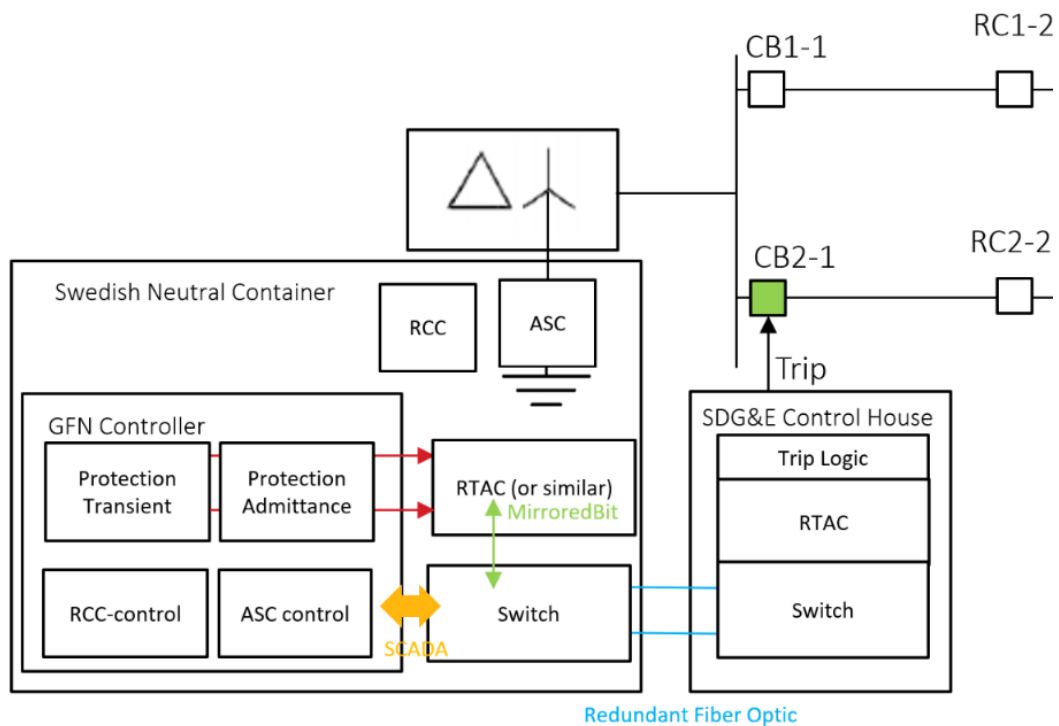 RC1-2
CB1-1
RC2-2
CB2-1
Swedish Neutral Container
RCC
ASC
Trip
SDG&E Control House
GFN Controller
Trip Logic
Protection
Transient
Protection
Admittance
RTAC (or similar)
MirroredBit
RTAC
RCC-control
ASC control
Switch
Switch
SCADA
Redundant Fiber Optic